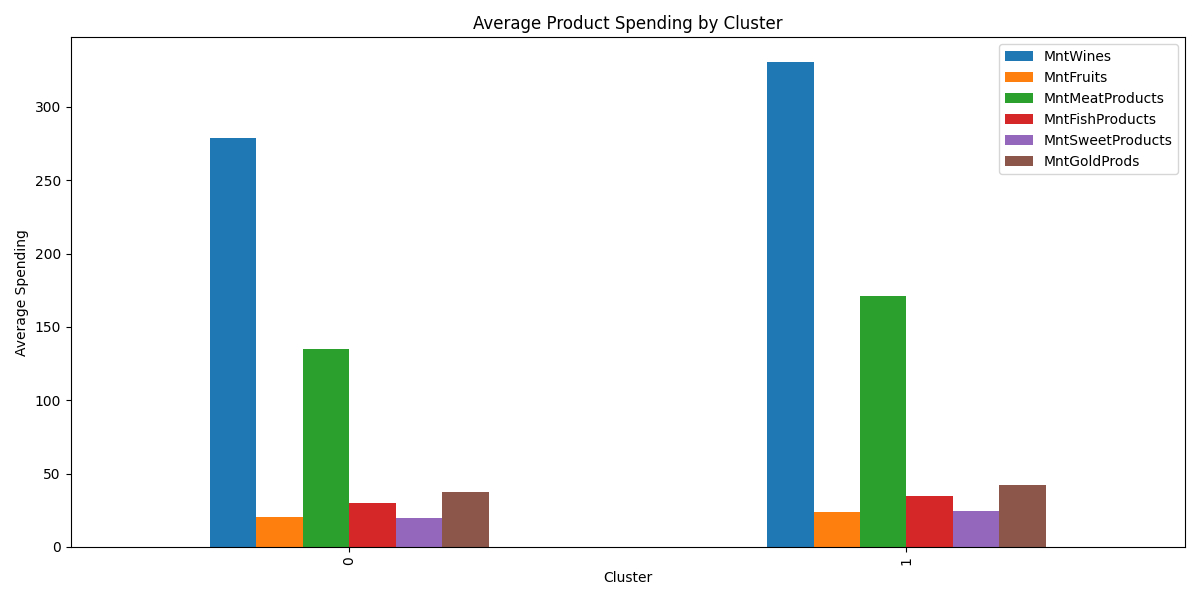 Average Product Spending by Cluster
MntWines
MntFruits
MntMeatProducts
MntFishProducts
MntSweetProducts
MntGoldProds
Average Spending
300
250
200
150
100
50
0
0
1
Cluster